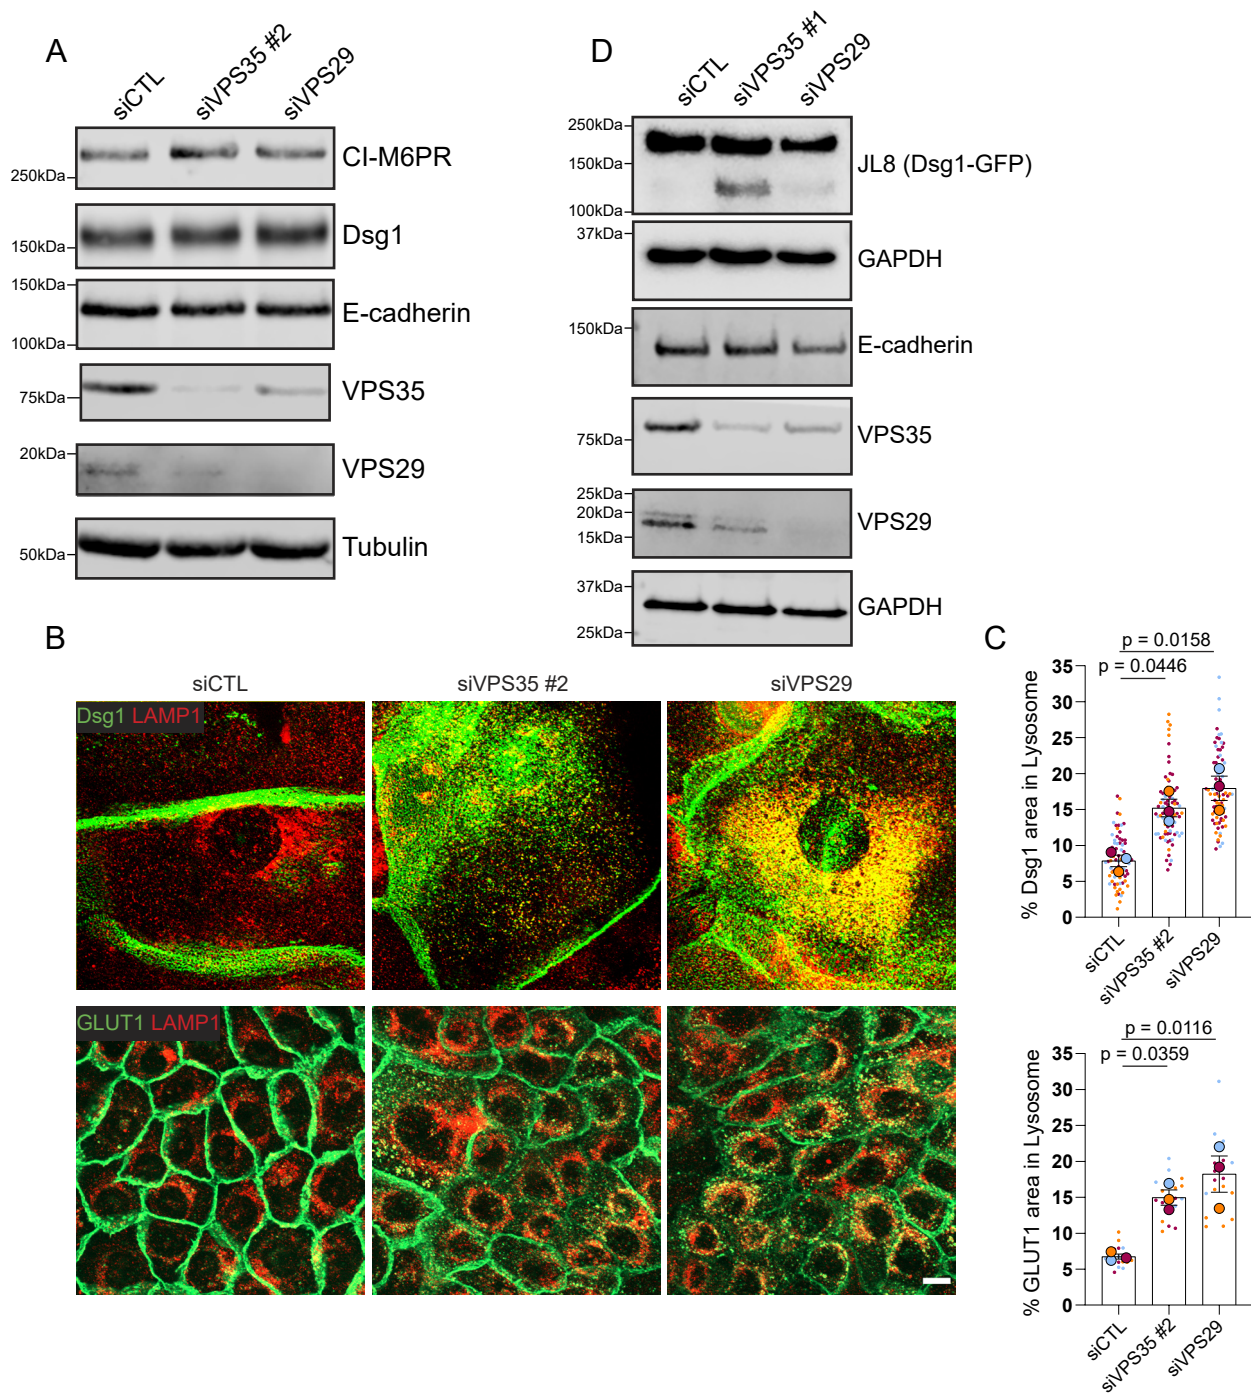 A
siCTL
siVPS35 #2
siVPS29
CI-M6PR
250kDa
Dsg1
150kDa
150kDa
E-cadherin
100kDa
VPS35
75kDa
20kDa
VPS29
50kDa
Tubulin
D
siCTL
siVPS35 #1
siVPS29
250kDa
150kDa
JL8 (Dsg1-GFP)
100kDa
37kDa
GAPDH
150kDa
E-cadherin
VPS35
75kDa
25kDa
20kDa
VPS29
15kDa
37kDa
GAPDH
25kDa
B
siCTL
siVPS35 #2
siVPS29
Dsg1 LAMP1
GLUT1 LAMP1
C
p = 0.0158
p = 0.0446
% Dsg1 area in Lysosome
35
30
25
20
15
10
5
0
siCTL
siVPS35 #2
siVPS29
p = 0.0116
p = 0.0359
% GLUT1 area in Lysosome
35
30
25
20
15
10
5
0
siCTL
siVPS35 #2
siVPS29